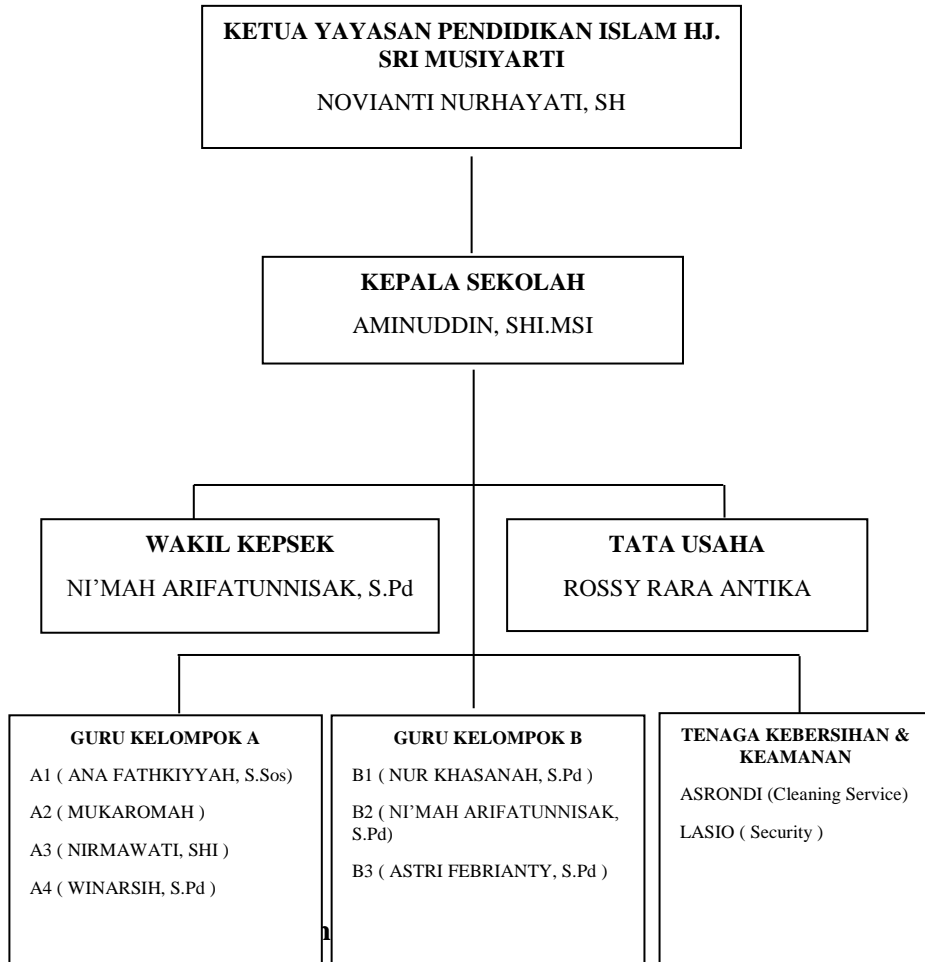 KETUA YAYASAN PENDIDIKAN ISLAM HJ.
SRI MUSIYARTI
NOVIANTI NURHAYATI, SH
KEPALA SEKOLAH
AMINUDDIN, SHI.MSI
WAKIL KEPSEK
NI’MAH ARIFATUNNISAK, S.Pd
TATA USAHA
ROSSY RARA ANTIKA
GURU KELOMPOK A
A1 ( ANA FATHKIYYAH, S.Sos)
A2 ( MUKAROMAH )
A3 ( NIRMAWATI, SHI )
A4 ( WINARSIH, S.Pd )
GURU KELOMPOK B
B1 ( NUR KHASANAH, S.Pd )
B2 ( NI’MAH ARIFATUNNISAK,
S.Pd)
B3 ( ASTRI FEBRIANTY, S.Pd )
TENAGA KEBERSIHAN &
KEAMANAN
ASRONDI (Cleaning Service)
LASIO ( Security )